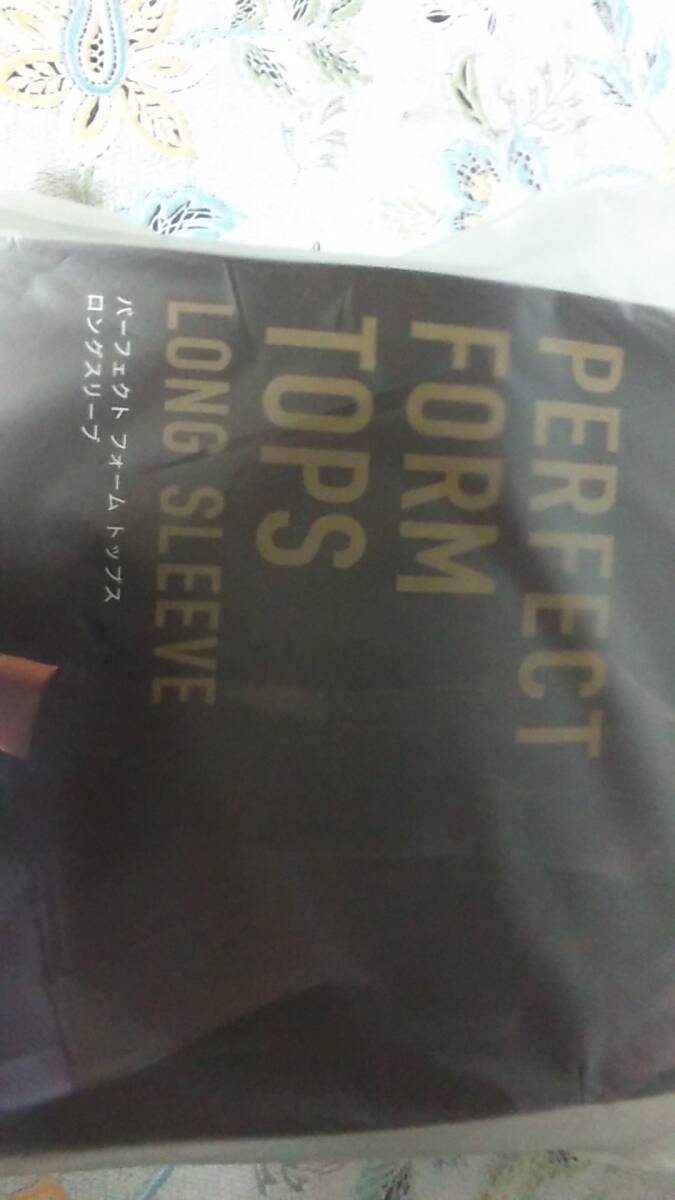 PERFECT
FORM
TOPS
LONG SLEEVE
パーフェクト フォーム トップス
ロングスリーブ